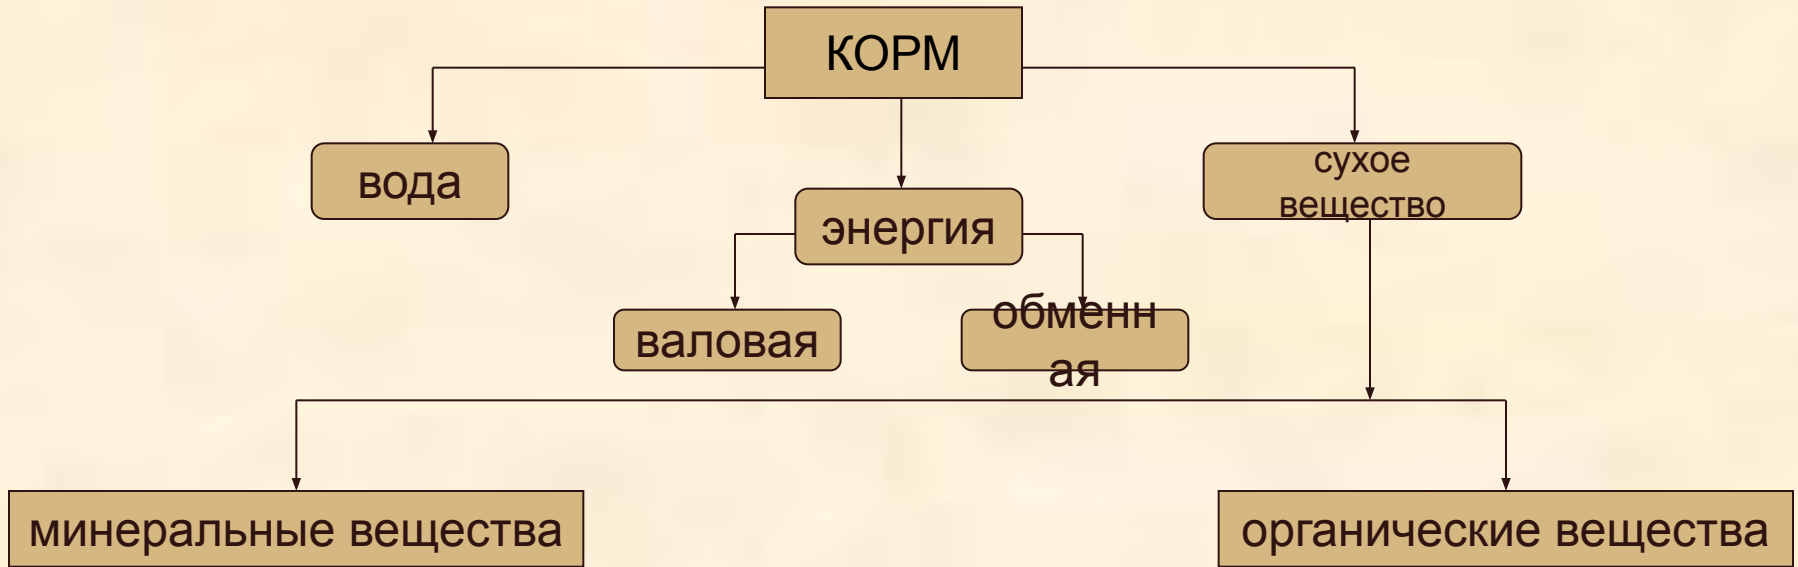 КОРМ
вода
сухое
вещество
энергия
валовая
обменн
ая
минеральные вещества
органические вещества